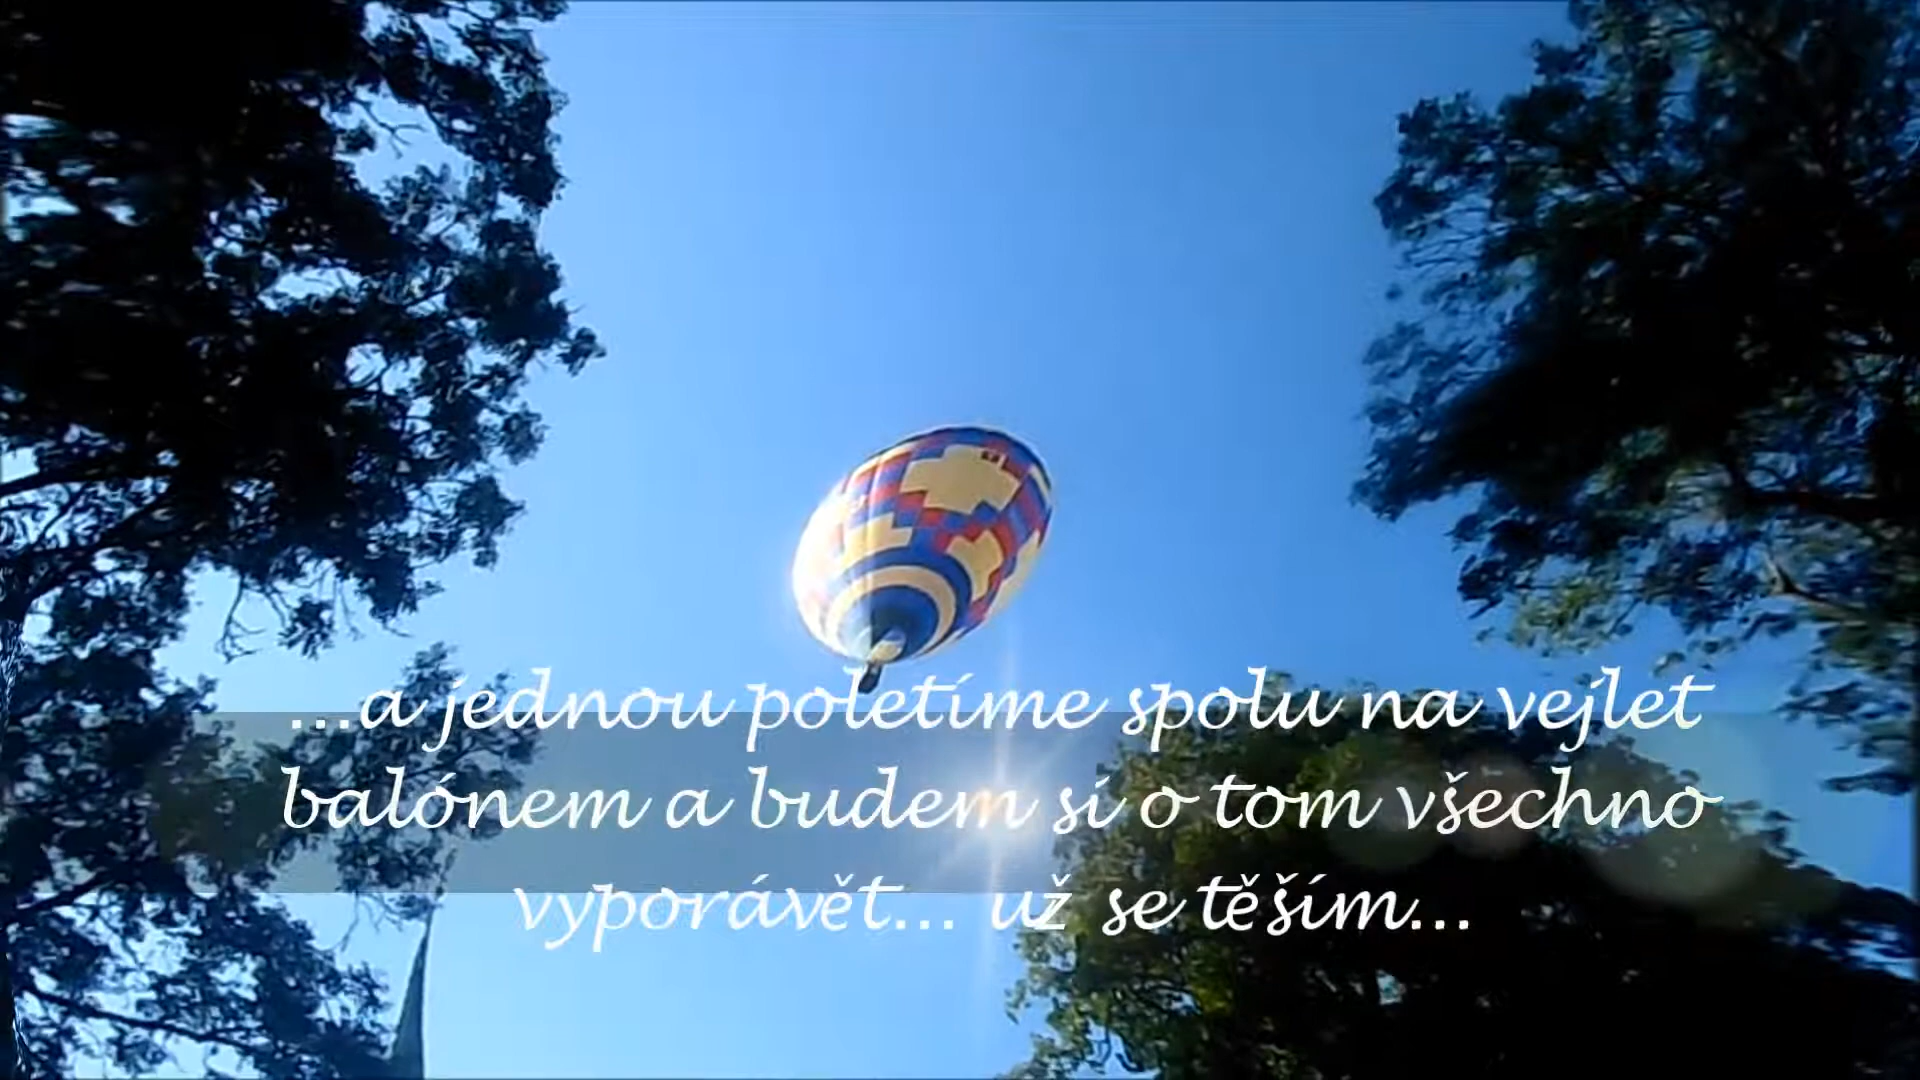 ...a jednou poletíme spolu na vejlet
balónem a budem si o tom všechno
vyporávět... už se těším...